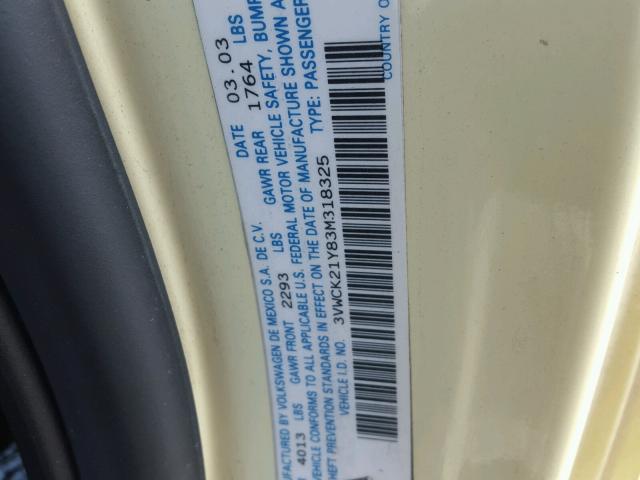 UFACTURED BY VOLKSWAGEN DE MEXICO S.A. DE C.V. DATE 03.03
4013 LBS GAWR FRONT 2293 LBS GAWR REAR 1764 LBS
VEHICLE CONFORMS TO ALL APPLICABLE U.S. FEDERAL MOTOR VEHICLE SAFETY, BUMP
HEFT PREVENTION STANDARDS IN EFFECT ON THE DATE OF MANUFACTURE SHOWN A
VEHICLE I.D. NO. 3VWCK21Y83M318325 TYPE: PASSENGER
COUNTRY O